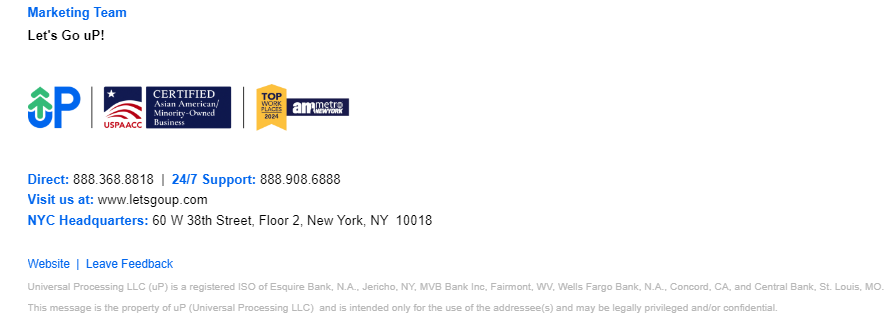 Marketing Team
Let's Go uP!
uP | USPAACC CERTIFIED
Asian American/
Minority-Owned
Business
TOP
WORK
PLACES
2024
am metro
NEW YORK
Direct: 888.368.8818 | 24/7 Support: 888.908.6888
Visit us at: www.letsgoup.com
NYC Headquarters: 60 W 38th Street, Floor 2, New York, NY 10018
Website | Leave Feedback
Universal Processing LLC (uP) is a registered ISO of Esquire Bank, N.A., Jericho, NY, MVB Bank Inc, Fairmont, WV, Wells Fargo Bank, N.A., Concord, CA, and Central Bank, St. Louis, MO.
This message is the property of uP (Universal Processing LLC) and is intended only for the use of the addressee(s) and may be legally privileged and/or confidential.